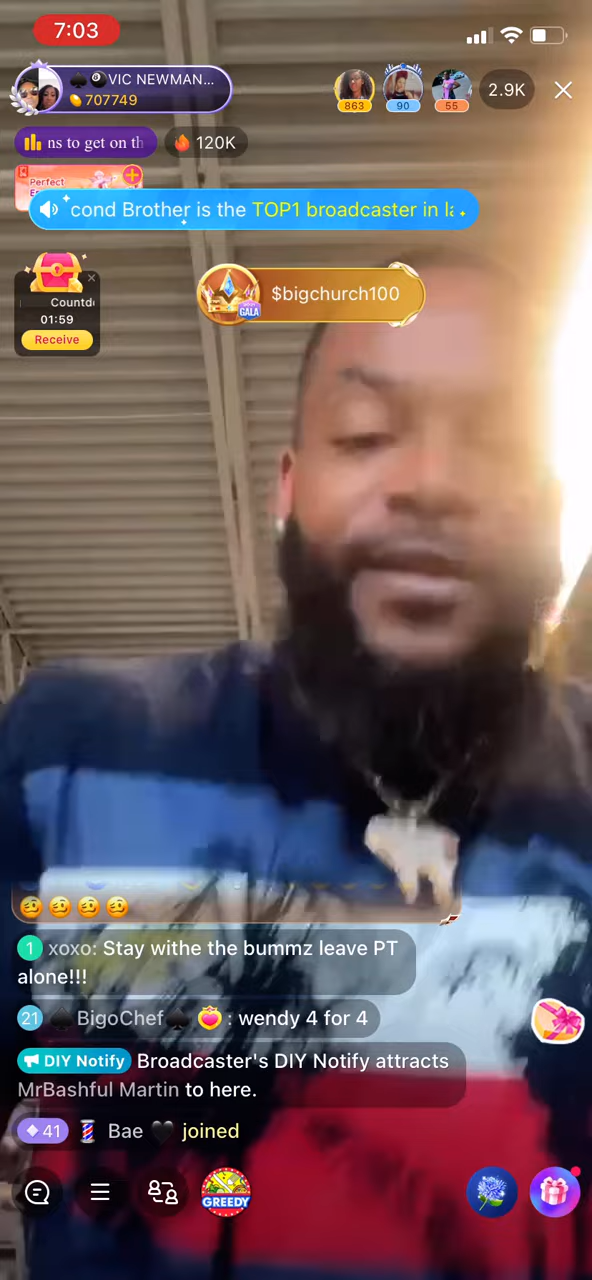 7:03
VIC NEWMAN...
707749
863
90
55
2.9K
ns to get on th
120K
Perfect
cond Brother is the TOP1 broadcaster in la
Countd
01:59
Receive
GALA
$bigchurch100
1 xoxo: Stay withe the bummz leave PT
alone!!!
21 BigoChef : wendy 4 for 4
DIY Notify Broadcaster's DIY Notify attracts
MrBashful Martin to here.
41 Bae joined
GREEDY